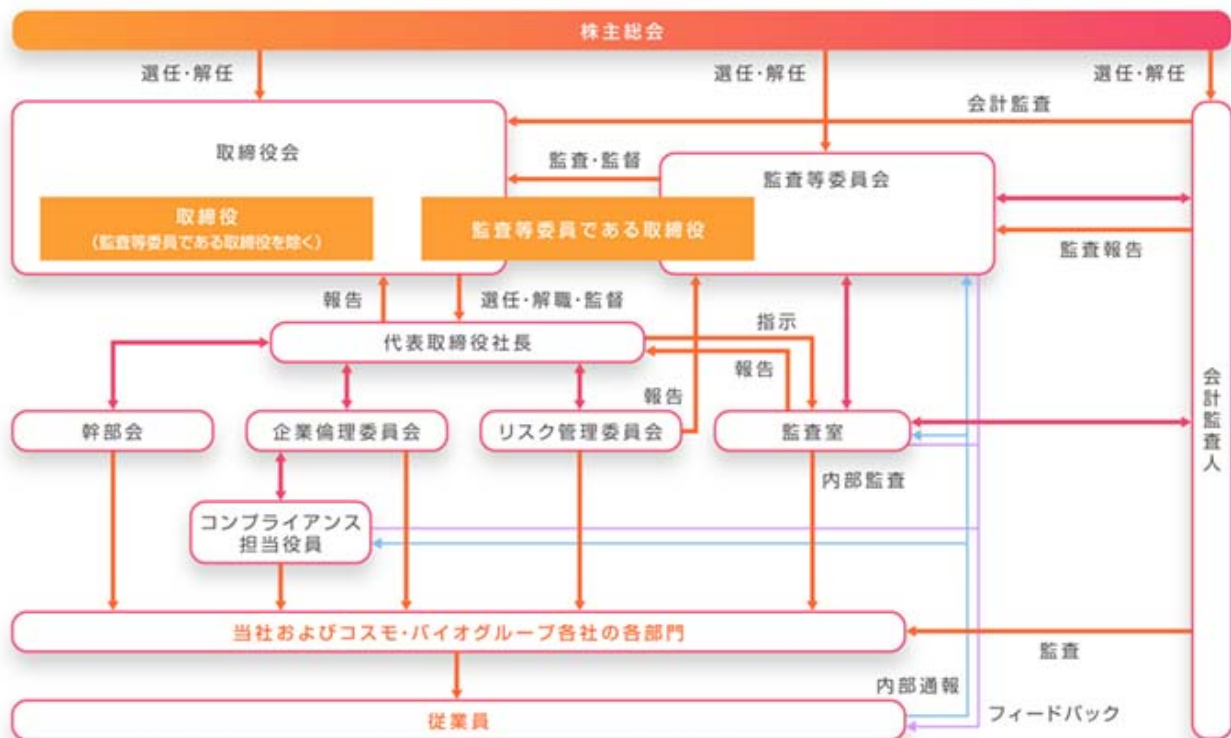 株主総会
選任・解任
選任・解任
選任・解任
会計監査
取締役会
監査・監督
監査等委員会
取締役
(監査等委員である取締役を除く)
監査等委員である取締役
監査報告
報告
選任・解職・監督
指示
代表取締役社長
報告
報告
会計監査人
幹部会
企業倫理委員会
リスク管理委員会
監査室
内部監査
コンプライアンス
担当役員
当社およびコスモ・バイオグループ各社の各部門
監査
内部通報
従業員
フィードバック